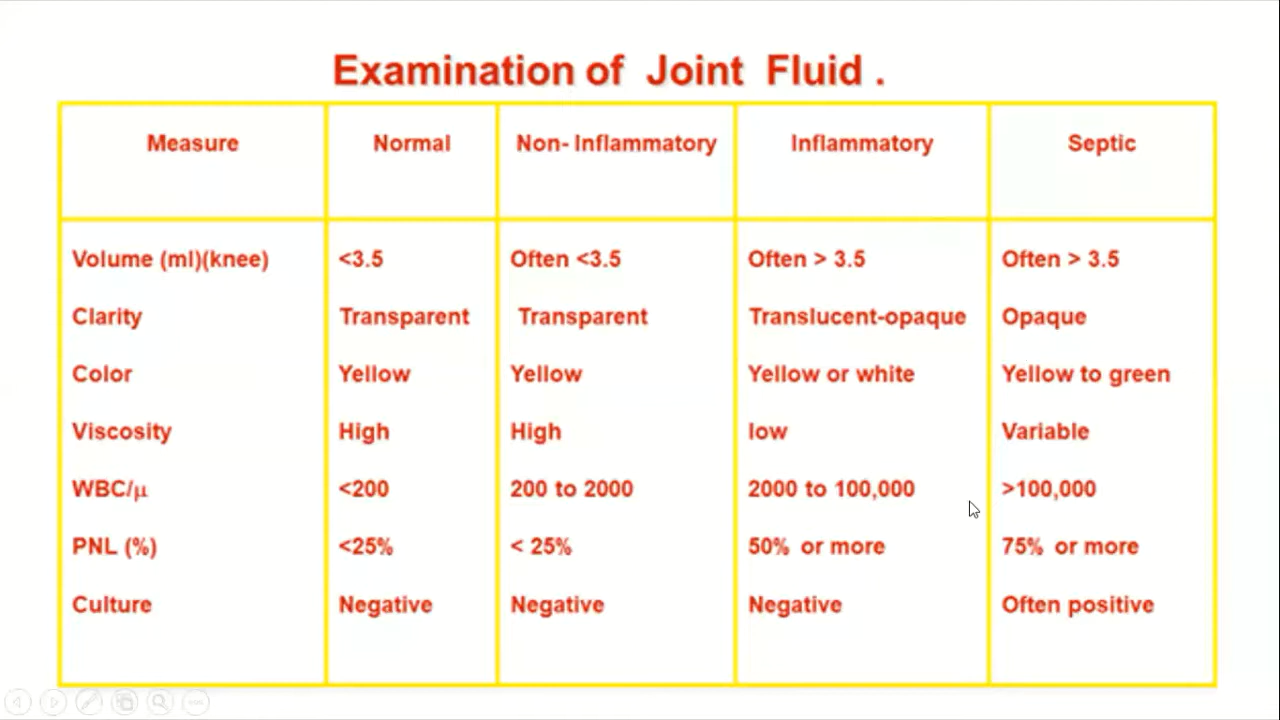 Examination of Joint Fluid .
Measure Normal Non- Inflammatory Inflammatory Septic
Volume (ml)(knee) <3.5 Often <3.5 Often > 3.5 Often > 3.5
Clarity Transparent Transparent Translucent-opaque Opaque
Color Yellow Yellow Yellow or white Yellow to green
Viscosity High High low Variable
WBC/μ <200 200 to 2000 2000 to 100,000 >100,000
PNL (%) <25% < 25% 50% or more 75% or more
Culture Negative Negative Negative Often positive